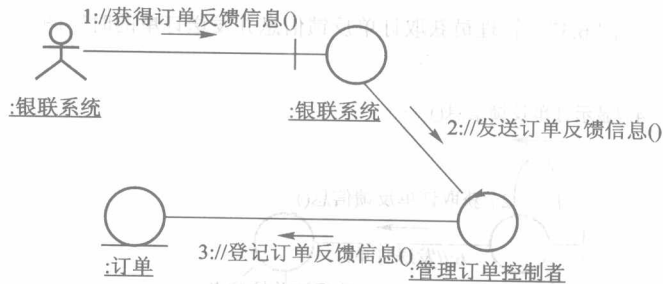 1://获得订单反馈信息()
:银联系统
:银联系统
2://发送订单反馈信息()
3://登记订单反馈信息()
:订单
:管理订单控制者